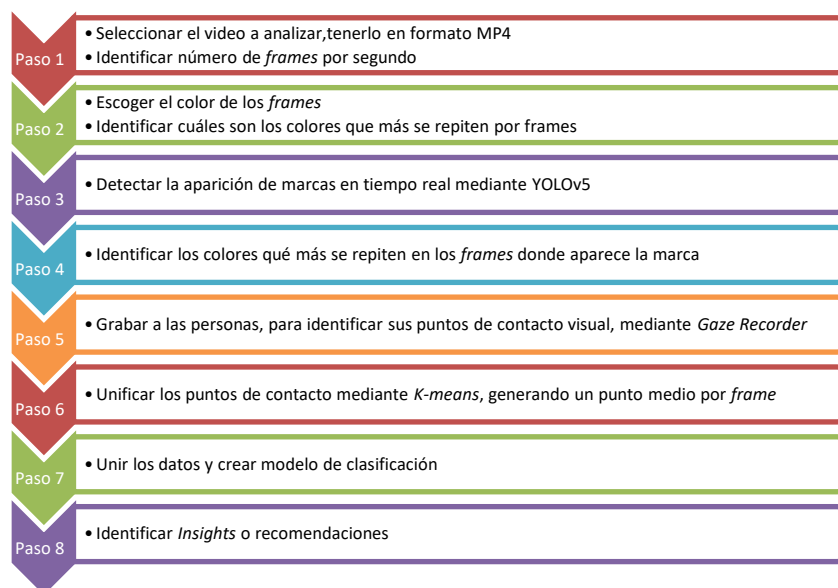 Paso 1
• Seleccionar el video a analizar,tenerlo en formato MP4
• Identificar número de frames por segundo
Paso 2
• Escoger el color de los frames
• Identificar cuáles son los colores que más se repiten por frames
Paso 3
• Detectar la aparición de marcas en tiempo real mediante YOLOv5
Paso 4
• Identificar los colores qué más se repiten en los frames donde aparece la marca
Paso 5
• Grabar a las personas, para identificar sus puntos de contacto visual, mediante Gaze Recorder
Paso 6
• Unificar los puntos de contacto mediante K-means, generando un punto medio por frame
Paso 7
• Unir los datos y crear modelo de clasificación
Paso 8
• Identificar Insights o recomendaciones